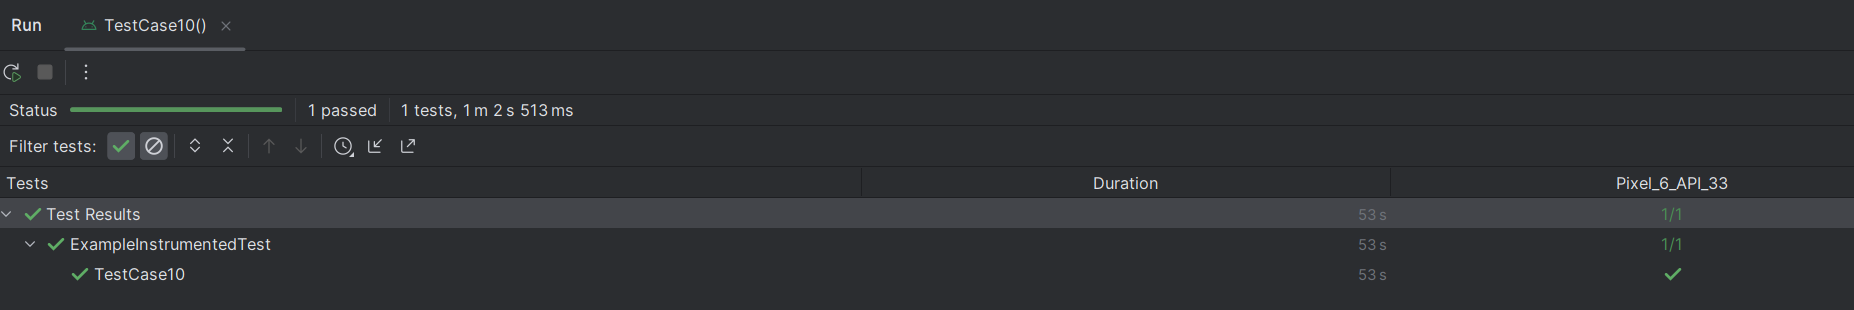 Run TestCase10()
Status 1 passed 1 tests, 1 m 2 s 513 ms
Filter tests:
Tests Duration Pixel_6_API_33
Test Results 53 s 1/1
ExampleInstrumentedTest 53 s 1/1
TestCase10 53 s